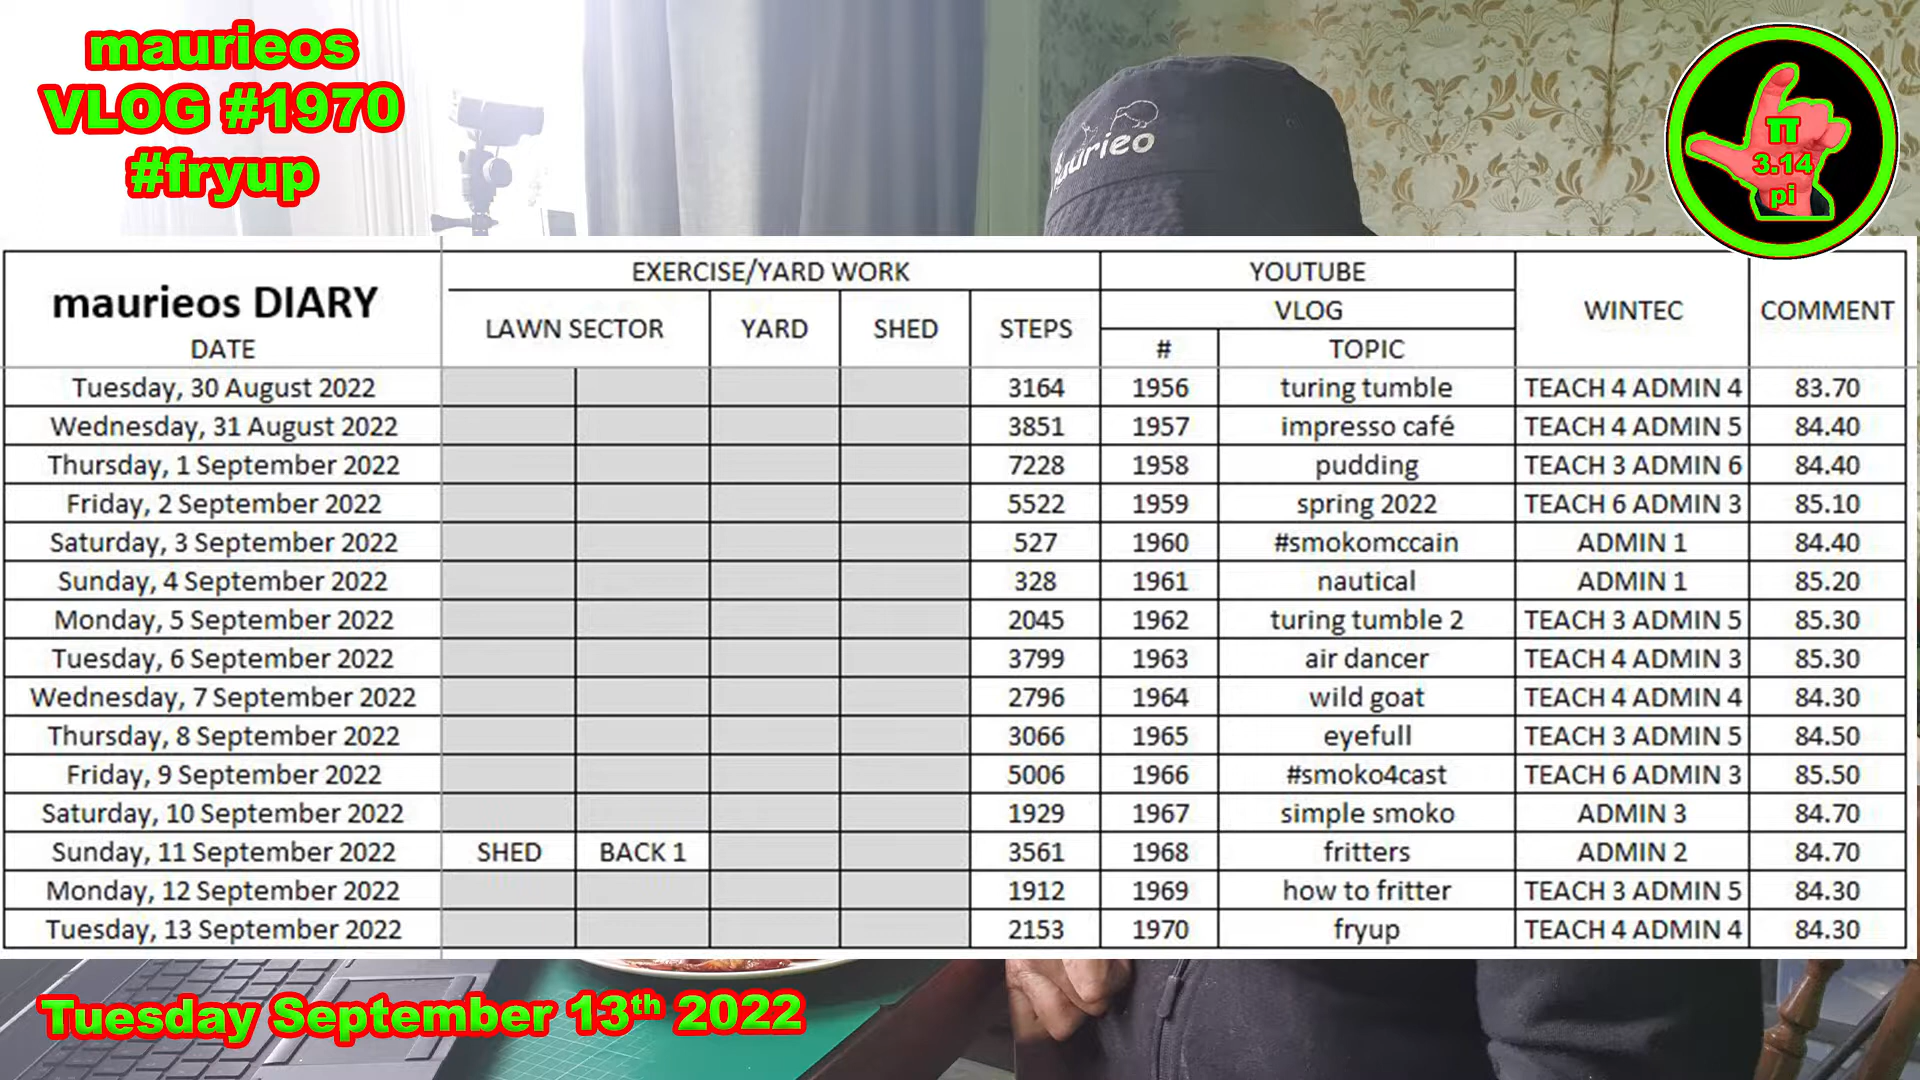 maurieos
VLOG #1970
#fryup
maurieo
π
3.14
pi
maurieos DIARY
DATE
EXERCISE/YARD WORK
LAWN SECTOR YARD SHED STEPS
YOUTUBE
VLOG
# TOPIC
WINTEC
COMMENT
Tuesday, 30 August 2022 3164 1956 turing tumble TEACH 4 ADMIN 4 83.70
Wednesday, 31 August 2022 3851 1957 impresso café TEACH 4 ADMIN 5 84.40
Thursday, 1 September 2022 7228 1958 pudding TEACH 3 ADMIN 6 84.40
Friday, 2 September 2022 5522 1959 spring 2022 TEACH 6 ADMIN 3 85.10
Saturday, 3 September 2022 527 1960 #smokomccain ADMIN 1 84.40
Sunday, 4 September 2022 328 1961 nautical ADMIN 1 85.20
Monday, 5 September 2022 2045 1962 turing tumble 2 TEACH 3 ADMIN 5 85.30
Tuesday, 6 September 2022 3799 1963 air dancer TEACH 4 ADMIN 3 85.30
Wednesday, 7 September 2022 2796 1964 wild goat TEACH 4 ADMIN 4 84.30
Thursday, 8 September 2022 3066 1965 eyefull TEACH 3 ADMIN 5 84.50
Friday, 9 September 2022 5006 1966 #smoko4cast TEACH 6 ADMIN 3 85.50
Saturday, 10 September 2022 1929 1967 simple smoko ADMIN 3 84.70
Sunday, 11 September 2022 SHED BACK 1 3561 1968 fritters ADMIN 2 84.70
Monday, 12 September 2022 1912 1969 how to fritter TEACH 3 ADMIN 5 84.30
Tuesday, 13 September 2022 2153 1970 fryup TEACH 4 ADMIN 4 84.30
Tuesday September 13th 2022